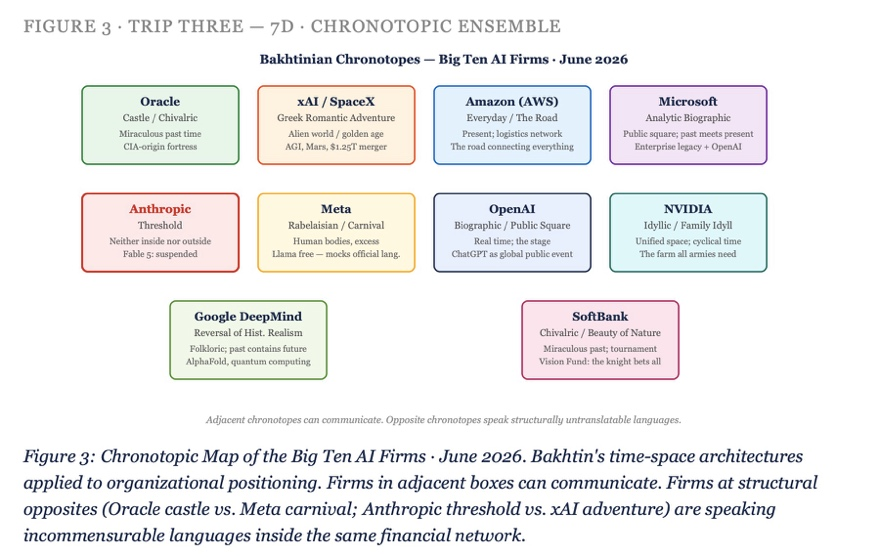 FIGURE 3 · TRIP THREE — 7D · CHRONOTOPIC ENSEMBLE
Bakhtinian Chronotopes — Big Ten AI Firms · June 2026
Oracle
Castle / Chivalric
Miraculous past time
CIA-origin fortress
xAI / SpaceX
Greek Romantic Adventure
Alien world / golden age
AGI, Mars, $1.25T merger
Amazon (AWS)
Everyday / The Road
Present; logistics network
The road connecting everything
Microsoft
Analytic Biographic
Public square; past meets present
Enterprise legacy + OpenAI
Anthropic
Threshold
Neither inside nor outside
Fable 5: suspended
Meta
Rabelaisian / Carnival
Human bodies, excess
Llama free — mocks official lang.
OpenAI
Biographic / Public Square
Real time; the stage
ChatGPT as global public event
NVIDIA
Idyllic / Family Idyll
Unified space; cyclical time
The farm all armies need
Google DeepMind
Reversal of Hist. Realism
Folkloric; past contains future
AlphaFold, quantum computing
SoftBank
Chivalric / Beauty of Nature
Miraculous past; tournament
Vision Fund: the knight bets all
Adjacent chronotopes can communicate. Opposite chronotopes speak structurally untranslatable languages.
Figure 3: Chronotopic Map of the Big Ten AI Firms · June 2026. Bakhtin's time-space architectures
applied to organizational positioning. Firms in adjacent boxes can communicate. Firms at structural
opposites (Oracle castle vs. Meta carnival; Anthropic threshold vs. xAI adventure) are speaking
incommensurable languages inside the same financial network.